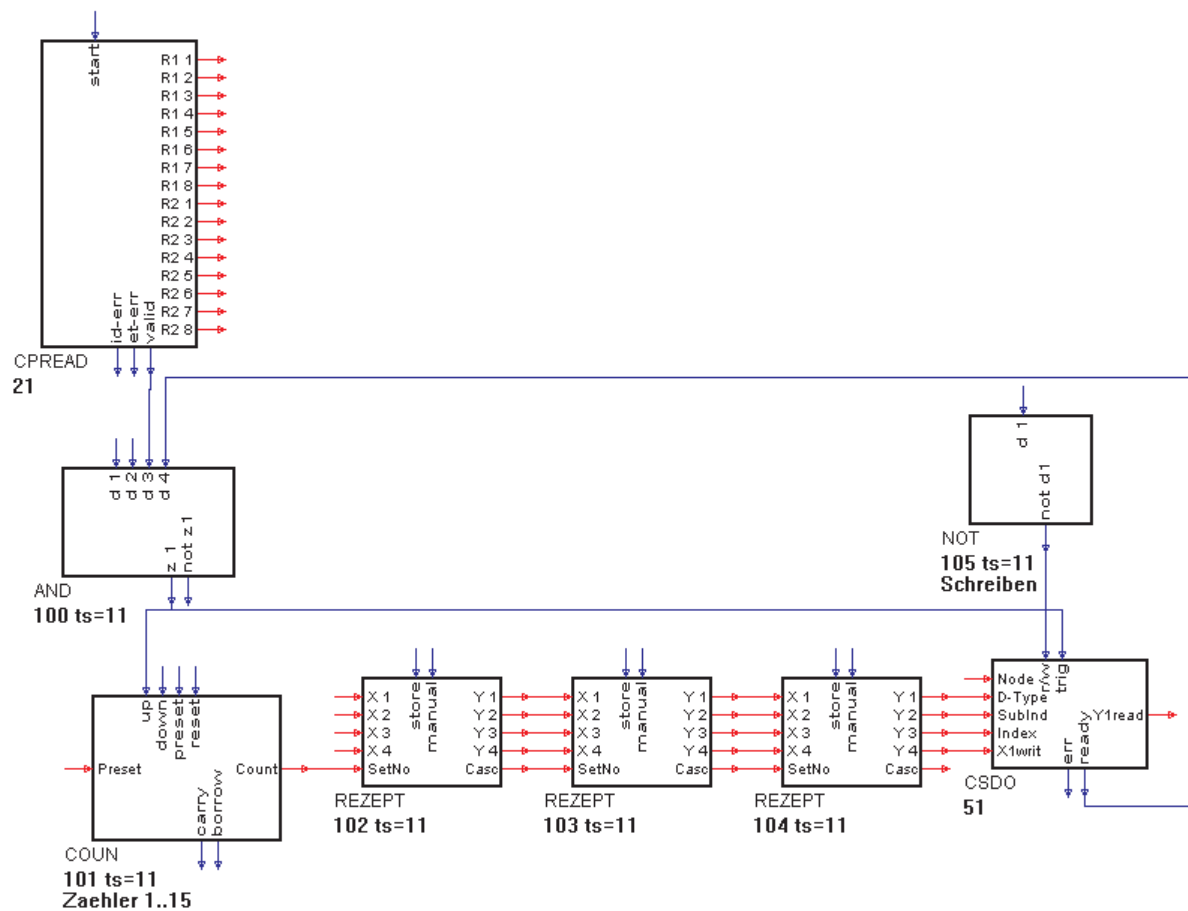 start
R1 1
R1 2
R1 3
R1 4
R1 5
R1 6
R1 7
R1 8
R2 1
R2 2
R2 3
R2 4
R2 5
R2 6
R2 7
R2 8
id-err
et-err
valid
CPREAD
21
d 1
d 2
d 3
d 4
z 1
not z1
AND
100 ts=11
d 1
not d1
NOT
105 ts=11
Schreiben
up
down
preset
reset
Preset
Count
carry
borrow
COUN
101 ts=11
Zaehler 1..15
store
manual
X 1
X 2
X 3
X 4
SetNo
Y 1
Y 2
Y 3
Y 4
Casc
REZEPT
102 ts=11
store
manual
X 1
X 2
X 3
X 4
SetNo
Y 1
Y 2
Y 3
Y 4
Casc
REZEPT
103 ts=11
store
manual
X 1
X 2
X 3
X 4
SetNo
Y 1
Y 2
Y 3
Y 4
Casc
REZEPT
104 ts=11
r/w
trig
Node
D-Type
SubInd
Index
X1writ
Y1read
err
ready
CSDO
51